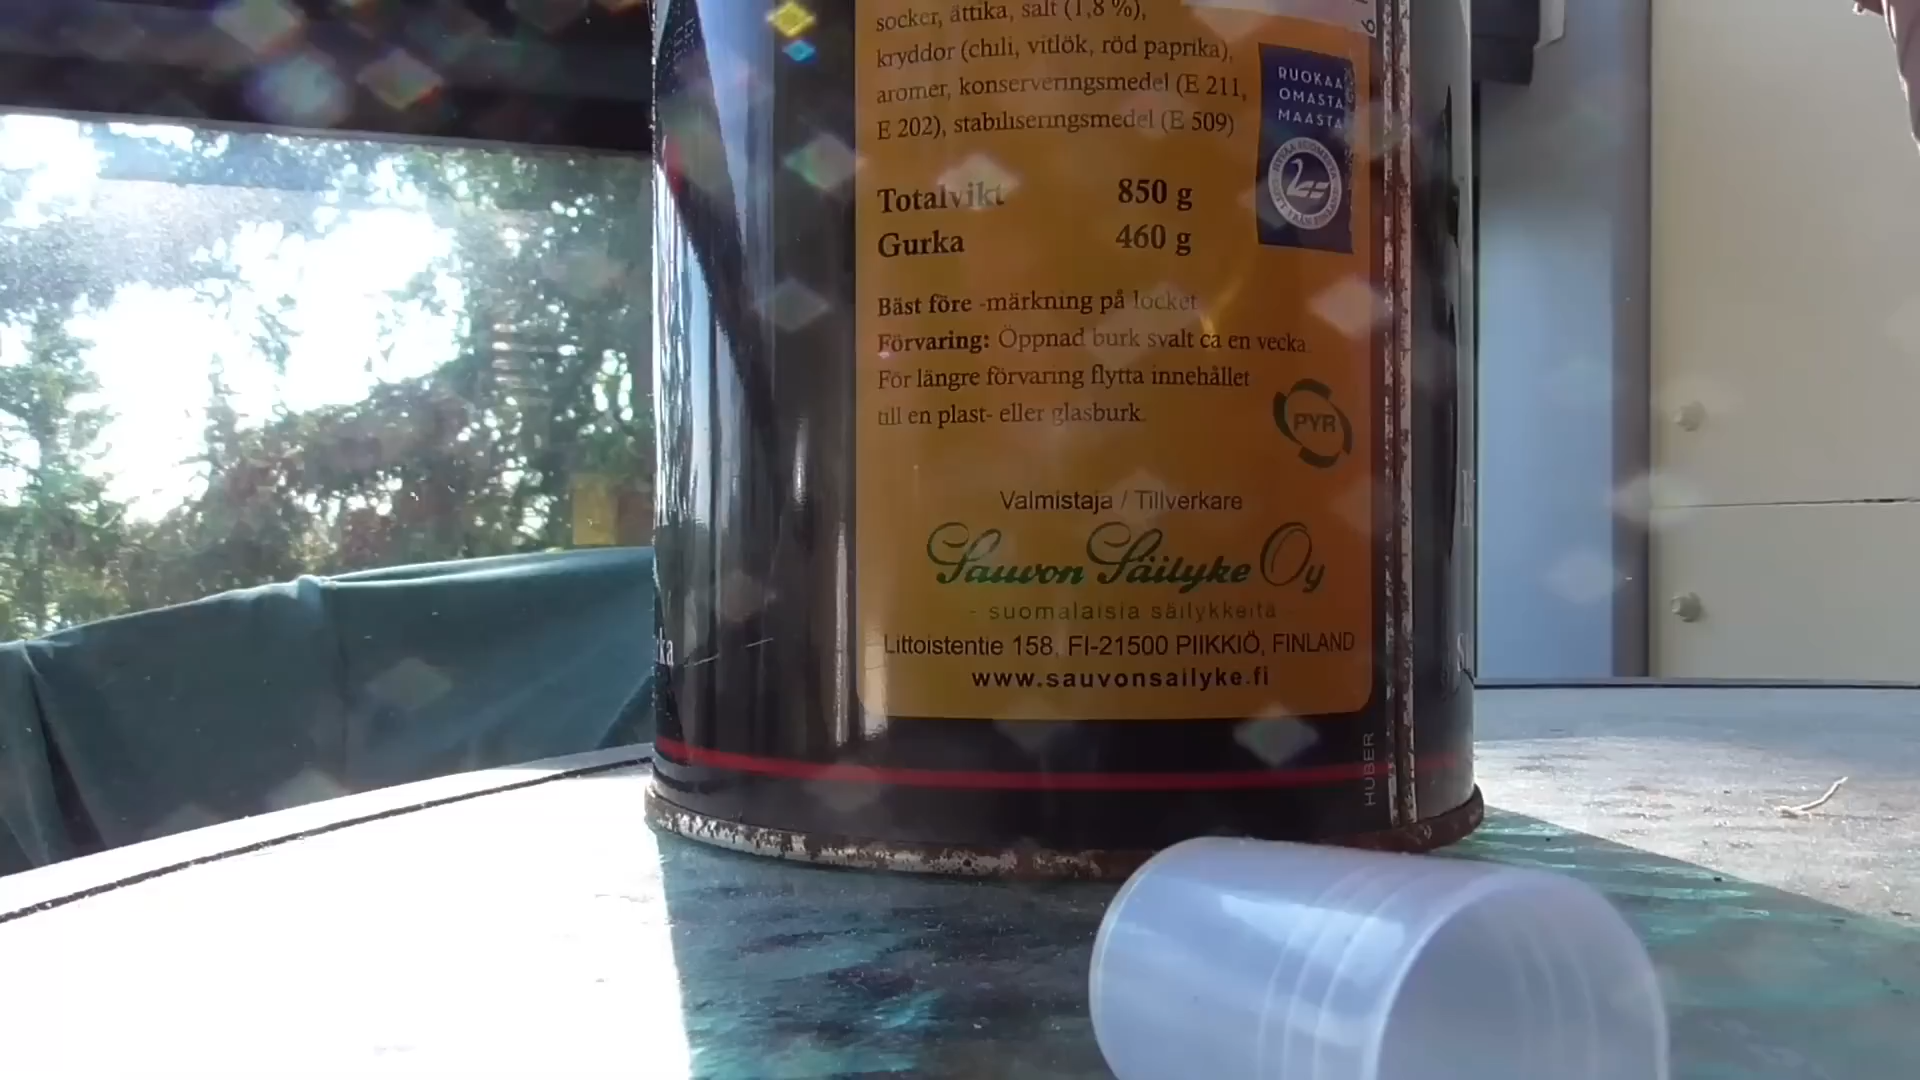 socker, ättika, salt (1,8 %),
kryddor (chili, vitlök, röd paprika),
aromer, konserveringsmedel (E 211,
E 202), stabiliseringsmedel (E 509)
RUOKAA
OMASTA
MAASTA
Totalvikt 850 g
Gurka 460 g
Bäst före -märkning på locket
Förvaring: Öppnad burk svalt ca en vecka.
För längre förvaring flytta innehållet
till en plast- eller glasburk.
PYR
Valmistaja / Tillverkare
Sauvon Säilyke Oy
- suomalaisia säilykkeitä -
Littoistentie 158, FI-21500 PIIKKIÖ, FINLAND
www.sauvonsailyke.fi
HUBER